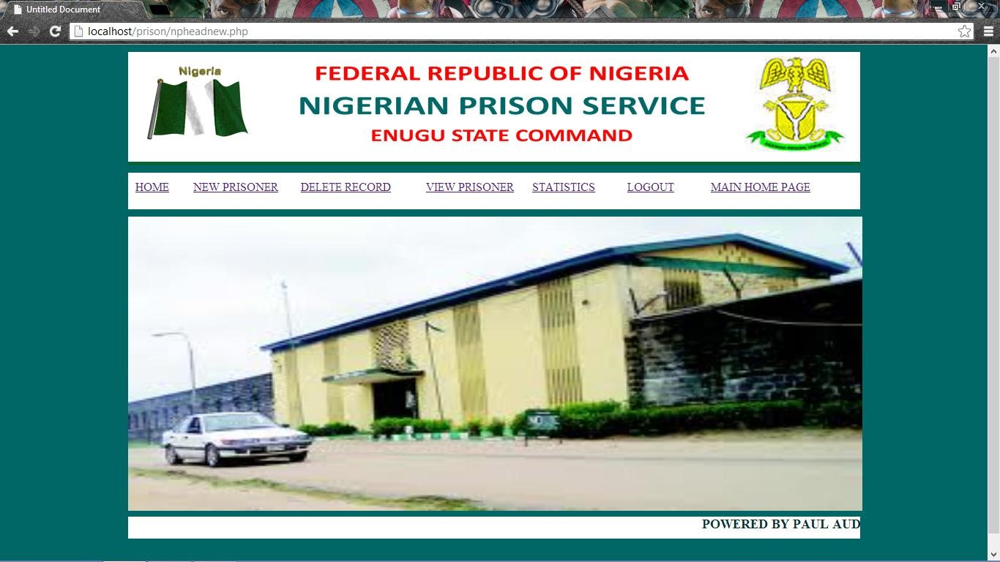 Untitled Document
localhost/prison/npheadnew.php
Nigeria
FEDERAL REPUBLIC OF NIGERIA
NIGERIAN PRISON SERVICE
ENUGU STATE COMMAND
HOME NEW PRISONER DELETE RECORD VIEW PRISONER STATISTICS LOGOUT MAIN HOME PAGE
POWERED BY PAUL AUD